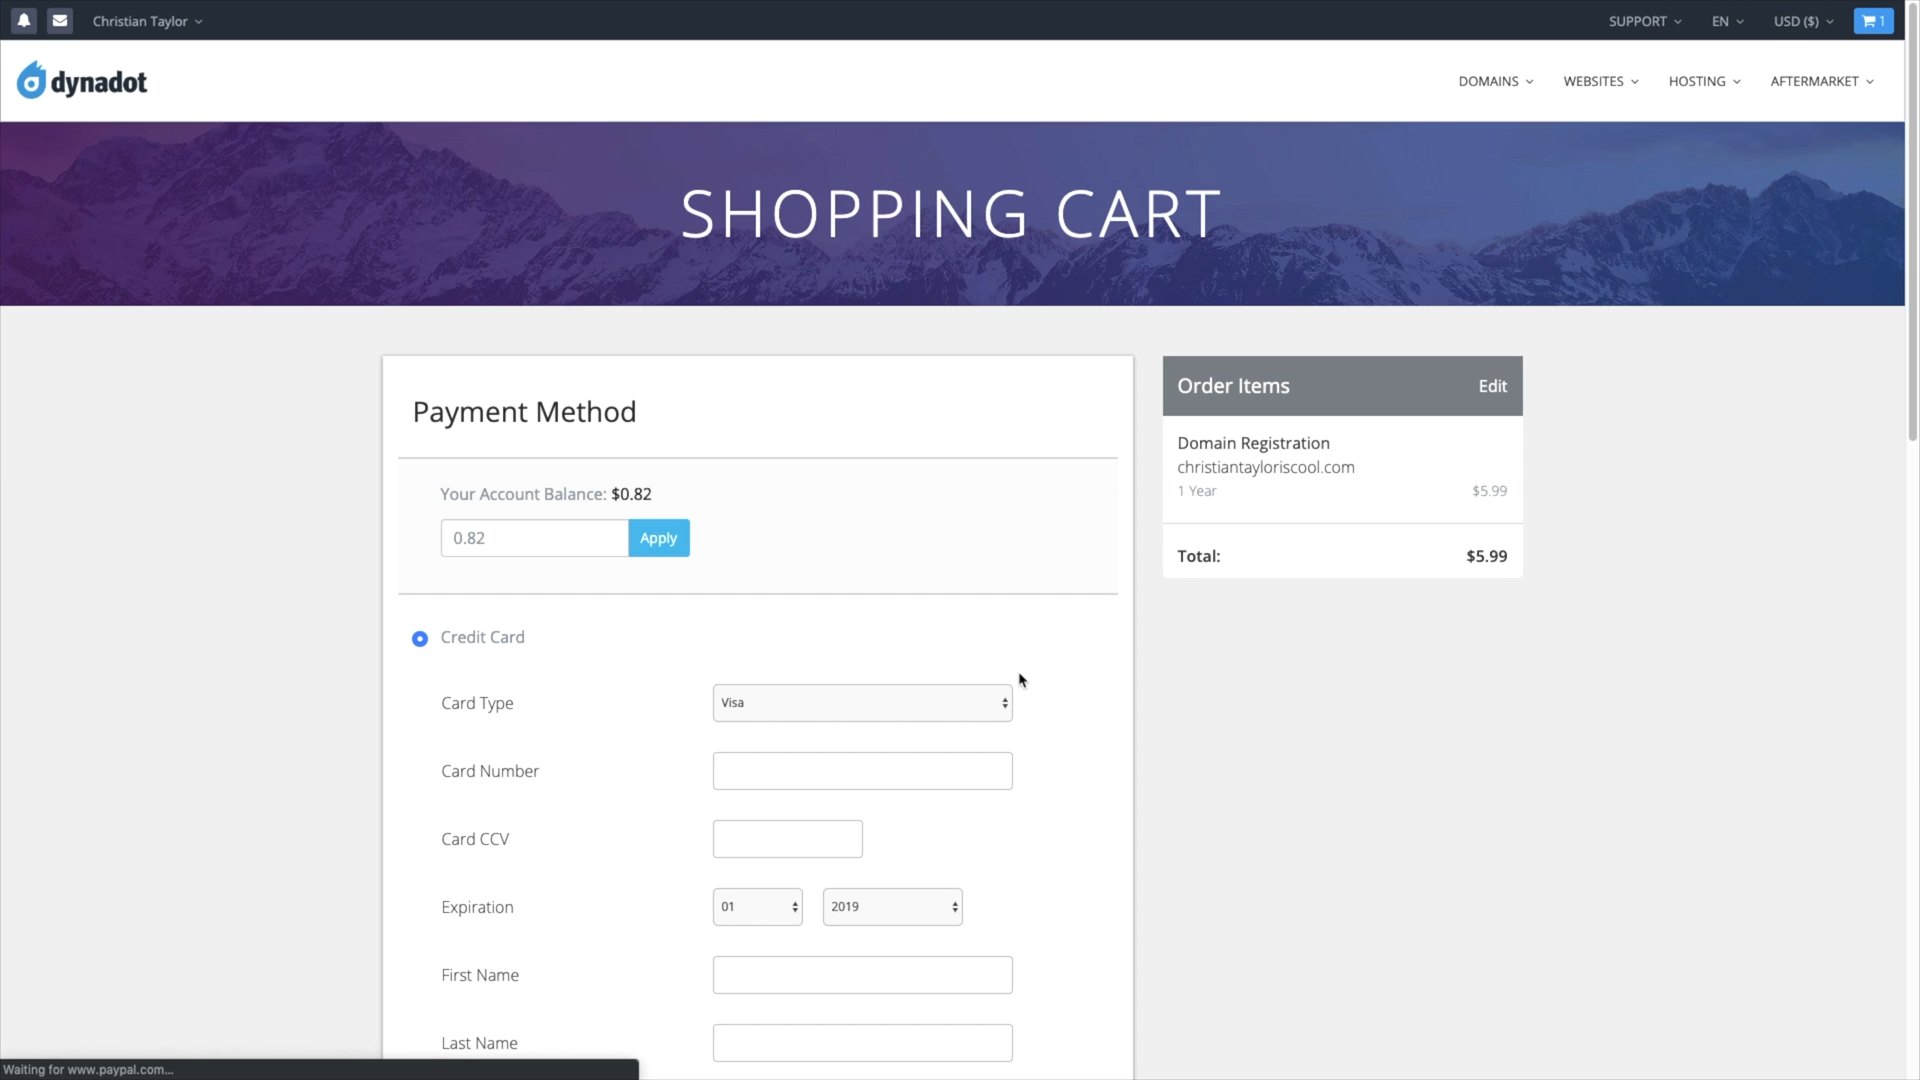 Christian Taylor
SUPPORT EN USD ($) 1
dynadot
DOMAINS WEBSITES HOSTING AFTERMARKET
SHOPPING CART
Payment Method
Your Account Balance: $0.82
0.82 Apply
Credit Card
Card Type Visa
Card Number
Card CCV
Expiration 01 2019
First Name
Last Name
Order Items Edit
Domain Registration
christiantayloriscool.com
1 Year $5.99
Total: $5.99
Waiting for www.paypal.com...